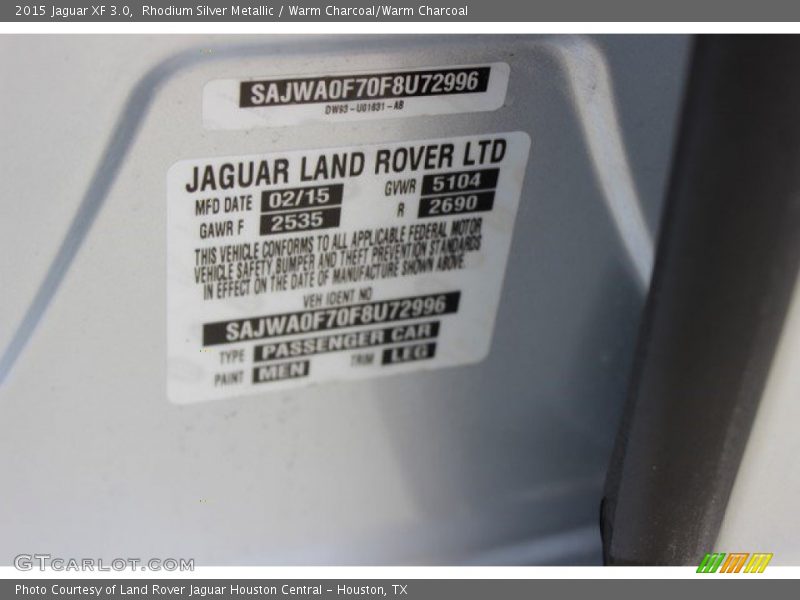 2015 Jaguar XF 3.0,  Rhodium Silver Metallic / Warm Charcoal/Warm Charcoal
SAJWA0F70F8U72996
DW93-U01631-AB
JAGUAR LAND ROVER LTD
MFD DATE 02/15 GVWR 5104
GAWR F 2535 R 2690
THIS VEHICLE CONFORMS TO ALL APPLICABLE FEDERAL MOTOR
VEHICLE SAFETY, BUMPER AND THEFT PREVENTION STANDARDS
IN EFFECT ON THE DATE OF MANUFACTURE SHOWN ABOVE.
VEH IDENT NO
SAJWA0F70F8U72996
TYPE PASSENGER CAR
PAINT MEN TRIM LEG
GTcarlot.com
Photo Courtesy of Land Rover Jaguar Houston Central - Houston, TX